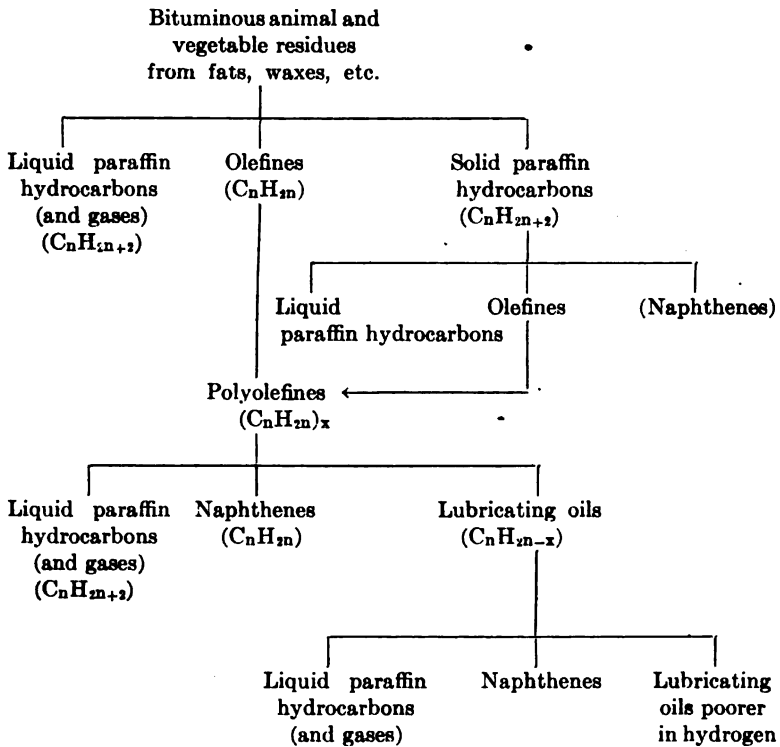 Bituminous animal and
vegetable residues
from fats, waxes, etc.
Liquid paraffin
hydrocarbons
(and gases)
(CnH2n+2)
Olefines
(CnH2n)
Solid paraffin
hydrocarbons
(CnH2n+2)
Liquid
paraffin hydrocarbons
Olefines
(Naphthenes)
Polyolefines
(CnH2n)x
Liquid paraffin
hydrocarbons
(and gases)
(CnH2n+2)
Naphthenes
(CnH2n)
Lubricating oils
(CnH2n–x)
Liquid paraffin
hydrocarbons
(and gases)
Naphthenes
Lubricating
oils poorer
in hydrogen